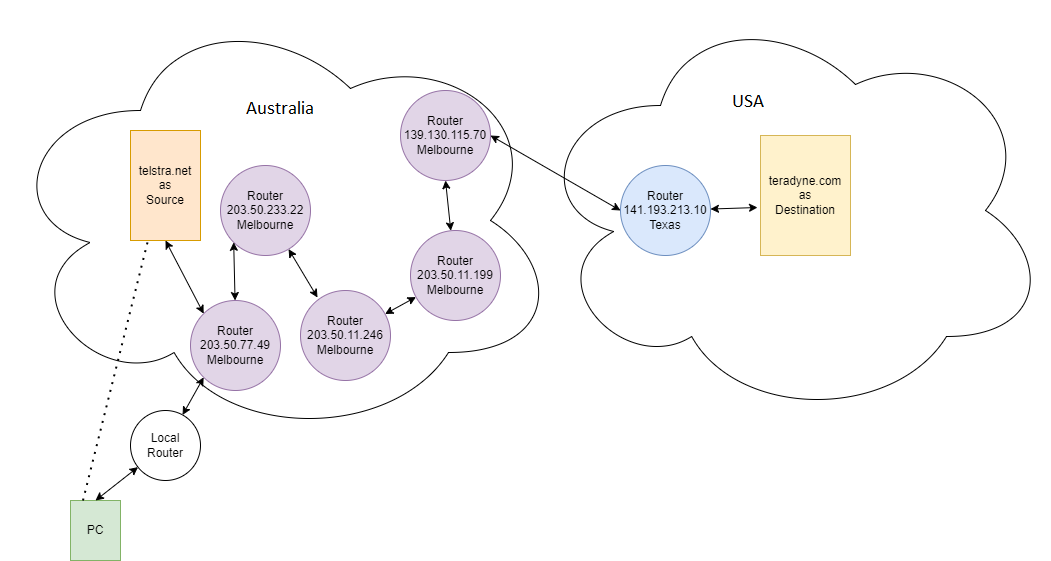 Australia
USA
Router
139.130.115.70
Melbourne
telstra.net
as
Source
Router
203.50.233.22
Melbourne
Router
141.193.213.10
Texas
teradyne.com
as
Destination
Router
203.50.11.199
Melbourne
Router
203.50.77.49
Melbourne
Router
203.50.11.246
Melbourne
Local
Router
PC